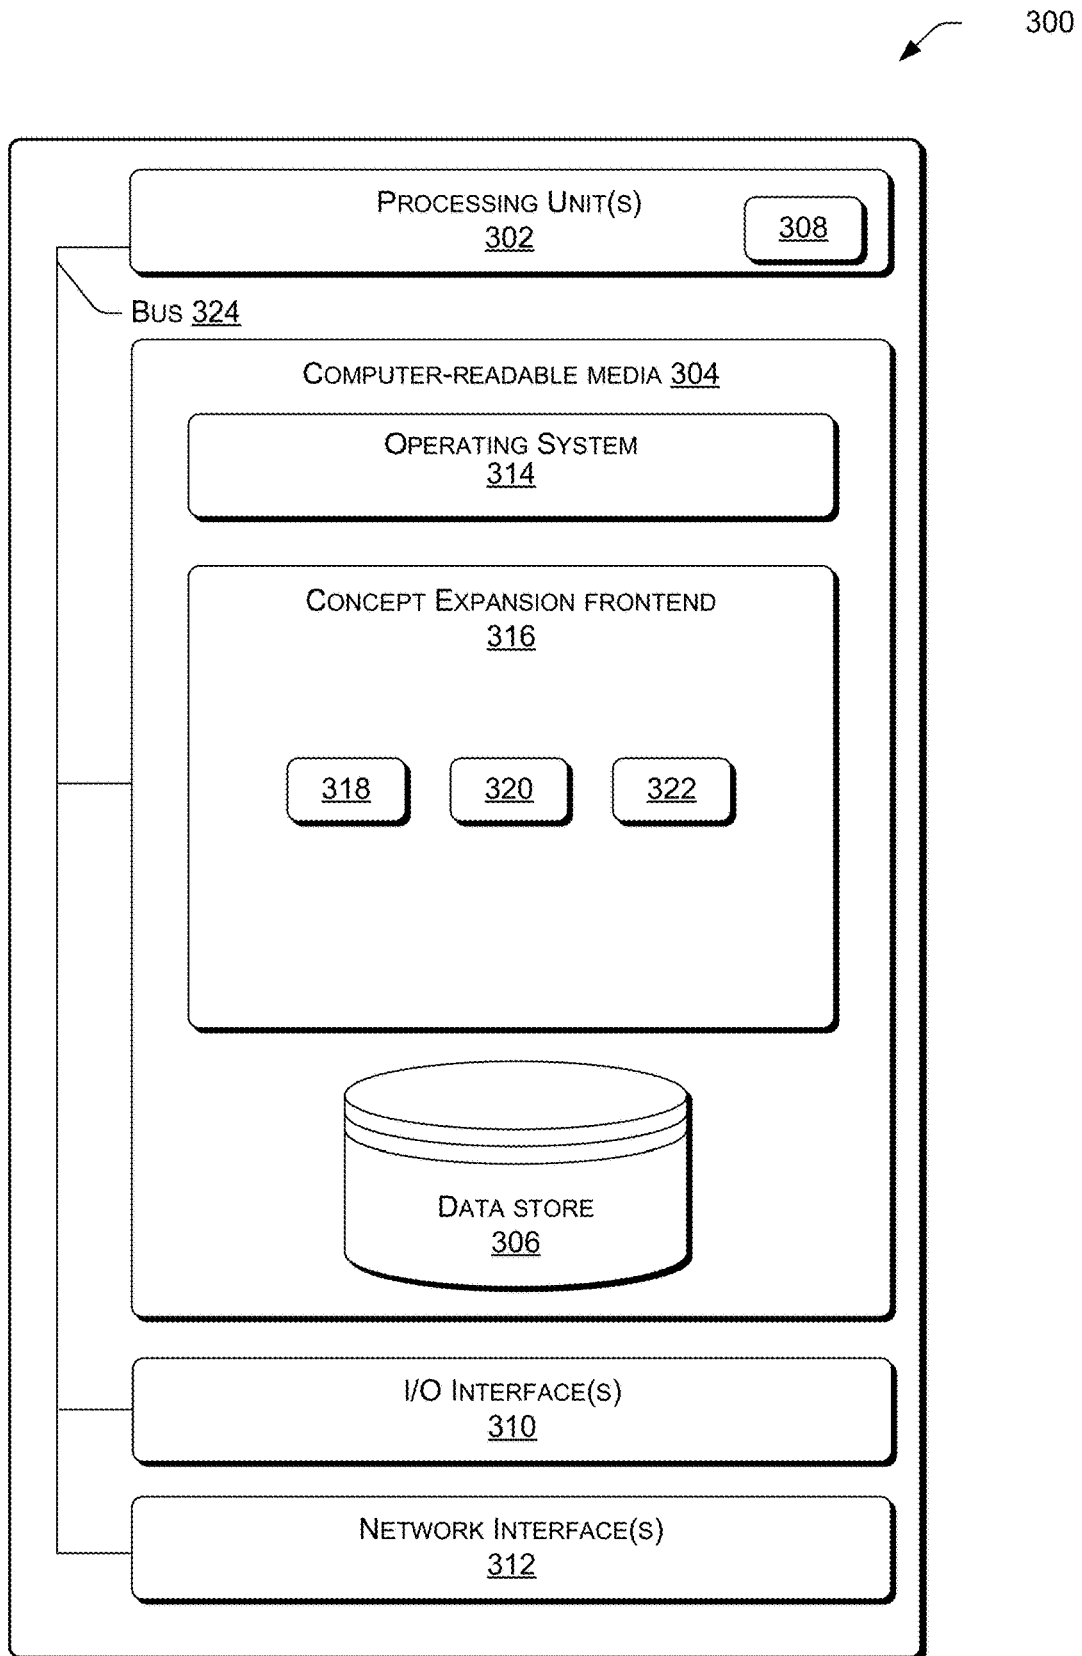 300
PROCESSING UNIT(S)
302
308
BUS 324
COMPUTER-READABLE MEDIA 304
OPERATING SYSTEM
314
CONCEPT EXPANSION FRONTEND
316
318 320 322
DATA STORE
306
I/O INTERFACE(S)
310
NETWORK INTERFACE(S)
312